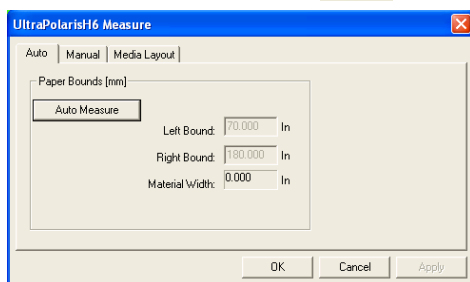 UltraPolarisH6 Measure
Auto Manual Media Layout
Paper Bounds [mm]
Auto Measure
Left Bound: 70.000 In
Right Bound: 180.000 In
Material Width: 0.000 In
OK Cancel Apply